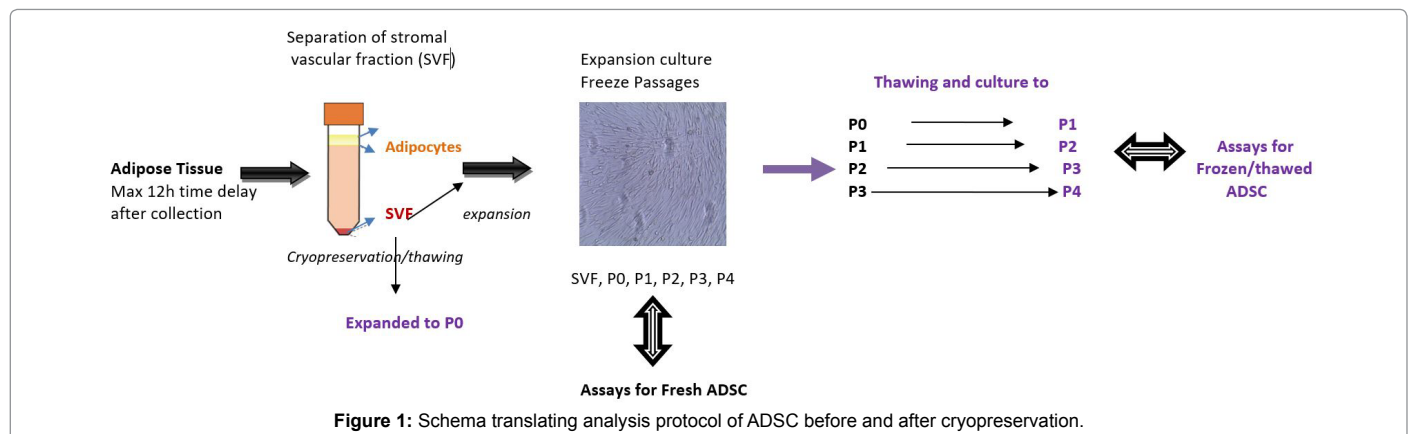 Separation of stromal
vascular fraction (SVF)
Adipose Tissue
Max 12h time delay
after collection
Adipocytes
SVF
expansion
Cryopreservation/thawing
Expanded to P0
Expansion culture
Freeze Passages
SVF, P0, P1, P2, P3, P4
Assays for Fresh ADSC
Thawing and culture to
P0 P1
P1 P2
P2 P3
P3 P4
Assays for
Frozen/thawed
ADSC
Figure 1: Schema translating analysis protocol of ADSC before and after cryopreservation.